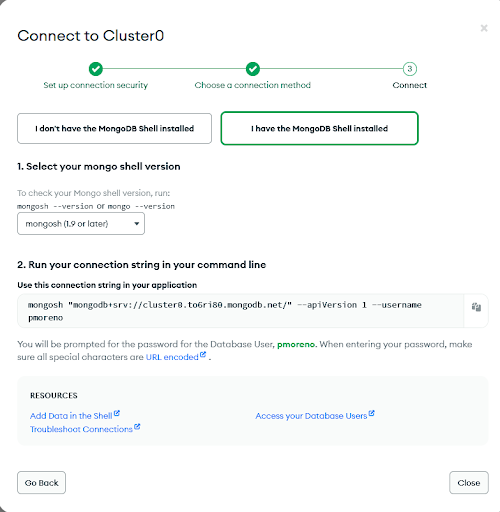 Connect to Cluster0
×
Set up connection security
Choose a connection method
3
Connect
I don't have the MongoDB Shell installed
I have the MongoDB Shell installed
1. Select your mongo shell version
To check your Mongo shell version, run:
mongosh --version or mongo --version
mongosh (1.9 or later)
2. Run your connection string in your command line
Use this connection string in your application
mongosh "mongodb+srv://cluster0.to6ri80.mongodb.net/" --apiVersion 1 --username
pmoreno
You will be prompted for the password for the Database User, pmoreno. When entering your password, make
sure all special characters are URL encoded .
RESOURCES
Add Data in the Shell
Access your Database Users
Troubleshoot Connections
Go Back
Close